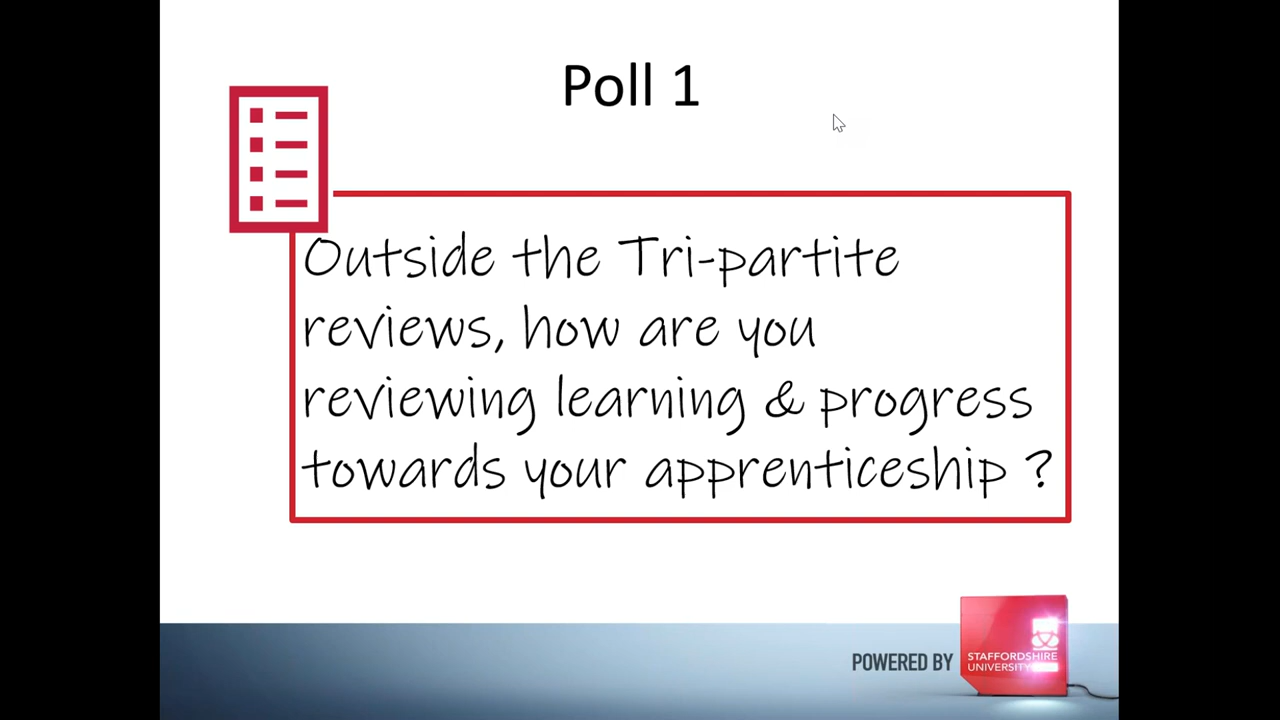 Poll 1
Outside the Tri-partite
reviews, how are you
reviewing learning & progress
towards your apprenticeship ?
POWERED BY
STAFFORDSHIRE
UNIVERSITY